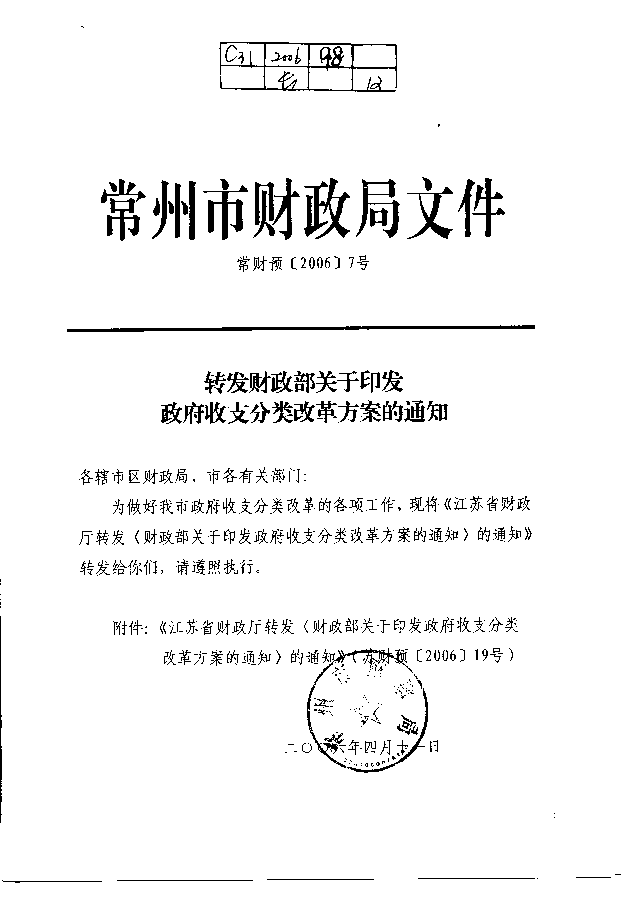 C31 2006 98
长 12
常州市财政局文件
常财预〔2006〕7号
转发财政部关于印发
政府收支分类改革方案的通知
各辖市区财政局、市各有关部门：
为做好我市政府收支分类改革的各项工作，现将《江苏省财政
厅转发〈财政部关于印发政府收支分类改革方案的通知〉的通知》
转发给你们，请遵照执行。
附件：《江苏省财政厅转发〈财政部关于印发政府收支分类
改革方案的通知〉的通知》（苏财预〔2006〕19号）
常州市财政局
二〇〇六年四月十一日